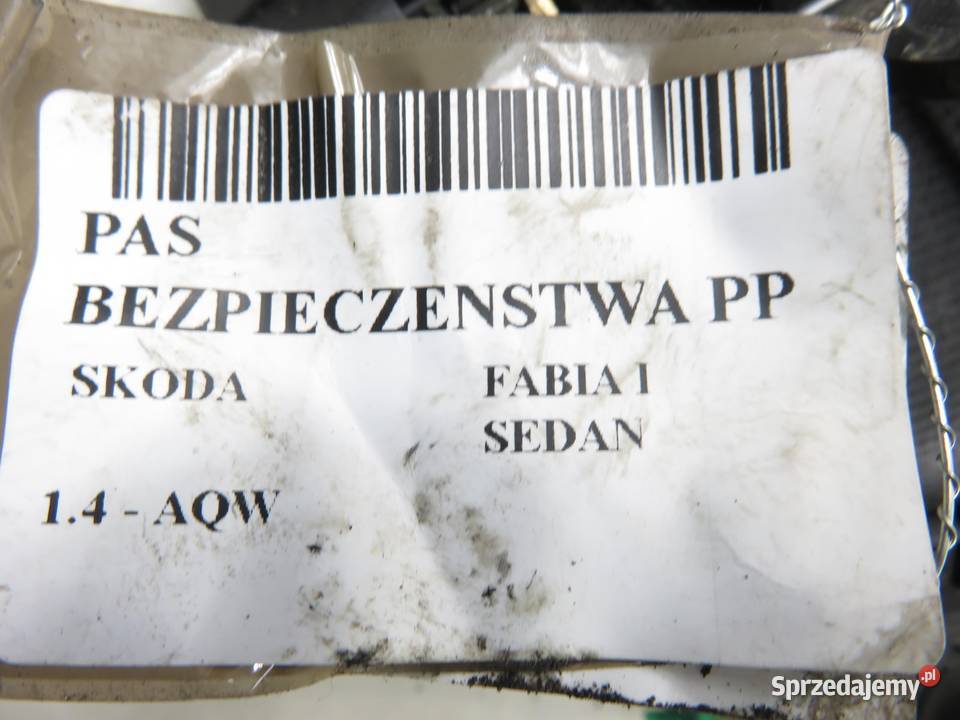 PAS
BEZPIECZENSTWA PP
SKODA FABIA I
SEDAN
1.4 - AQW
Sprzedajemy.pl